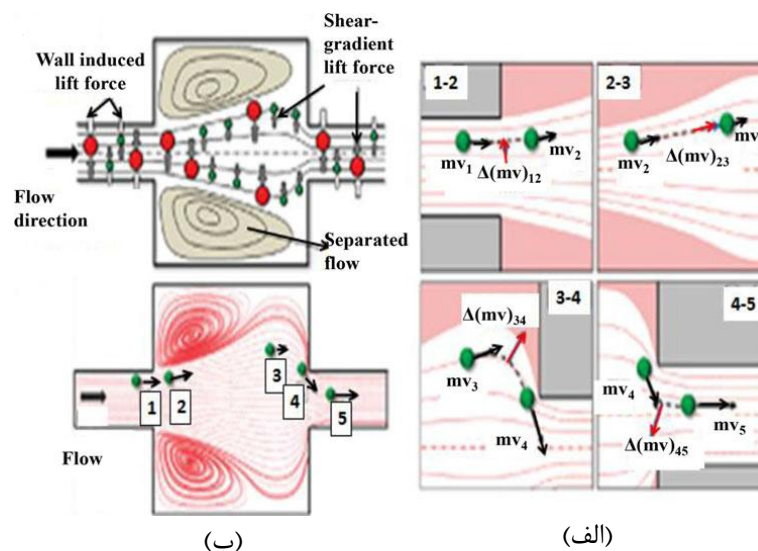 Wall induced
lift force
Shear-
gradient
lift force
Flow
direction
Separated
flow
1
2
3
4
5
Flow
(ب)
1-2
mv1
mv2
Δ(mv)12
2-3
mv2
mv
Δ(mv)23
3-4
Δ(mv)34
mv3
mv4
4-5
mv4
mv5
Δ(mv)45
(الف)